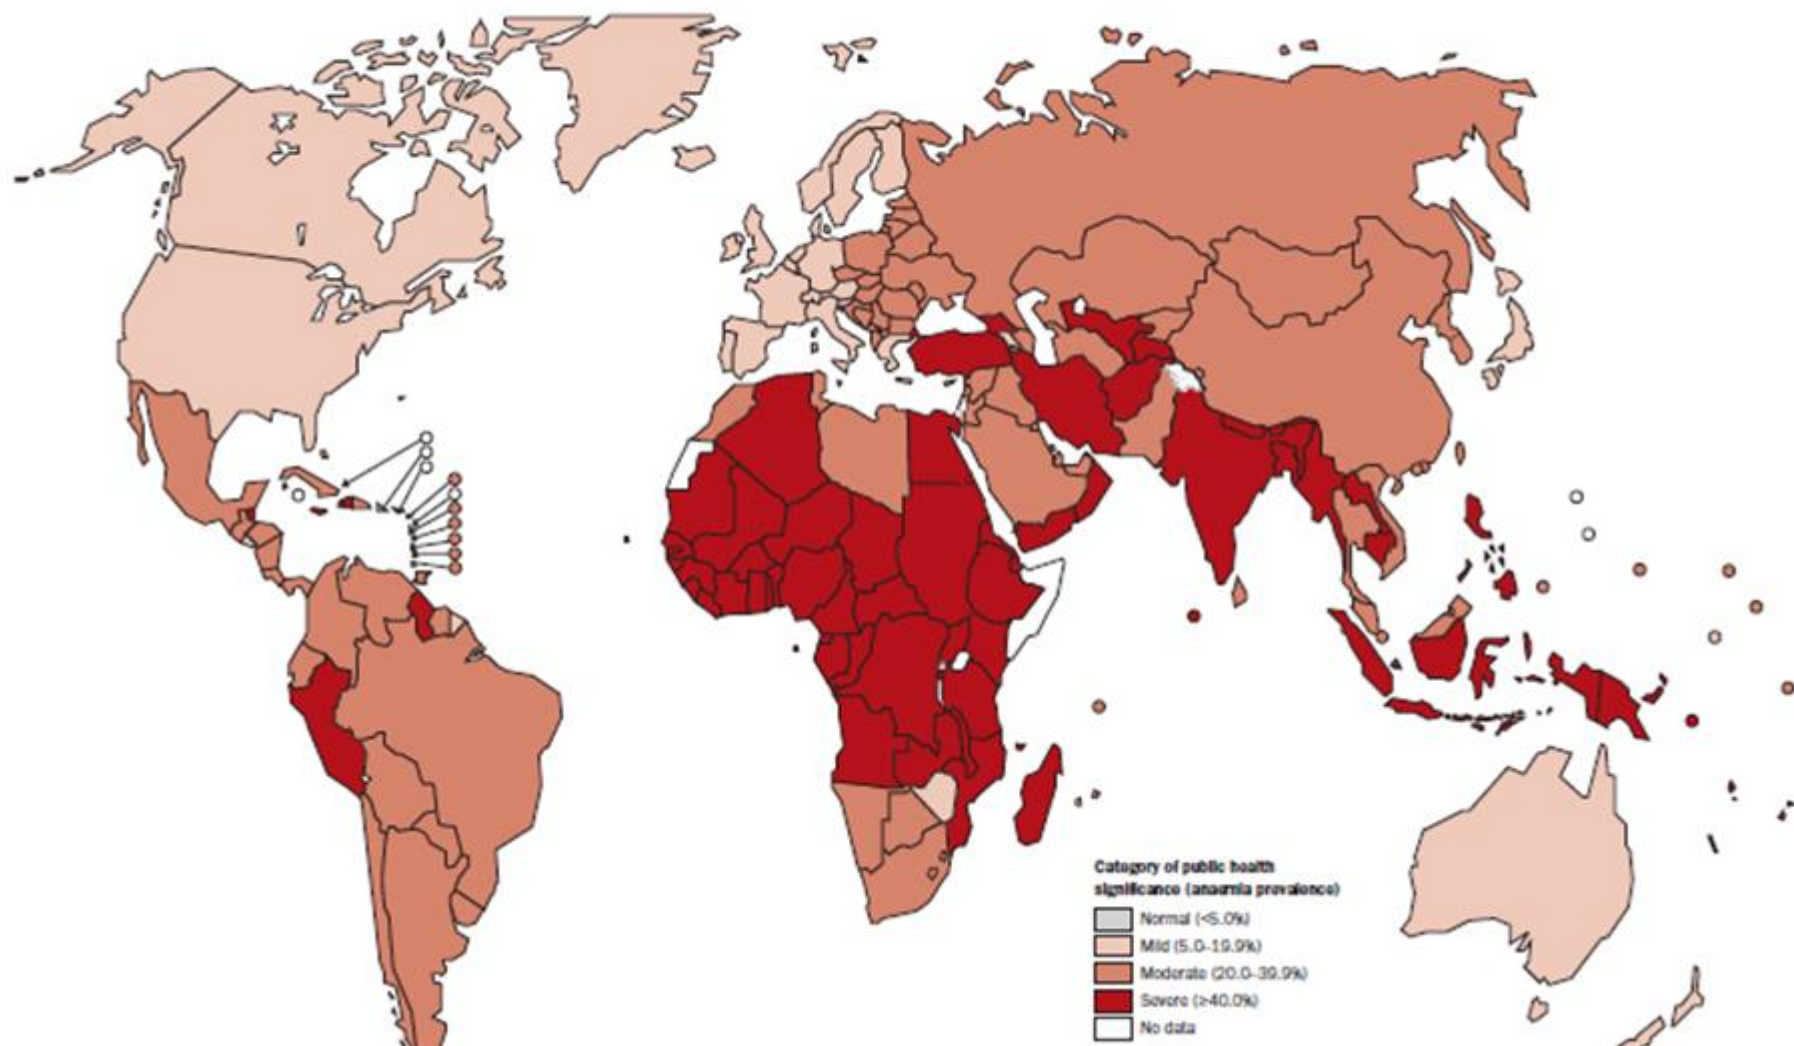 Category of public health
significance (anaemia prevalence)
Normal (<5.0%)
Mild (5.0–19.9%)
Moderate (20.0–39.9%)
Severe (≥40.0%)
No data